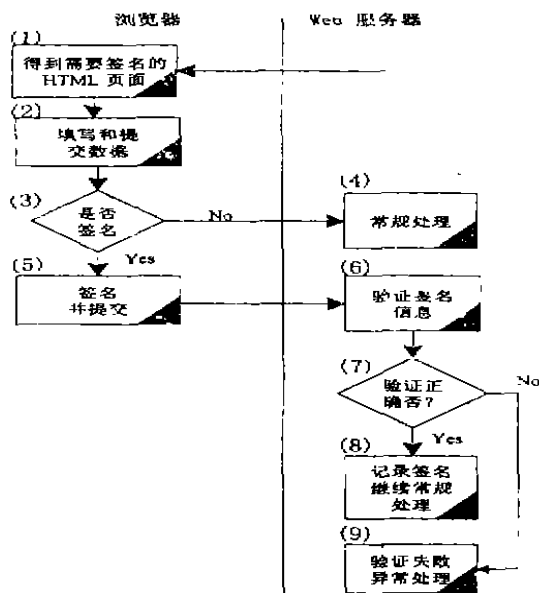 浏览器
Web 服务器
(1)
得到需要签名的
HTML 页面
(2)
填写和提
交数据
(3)
是否
签名
No
(4)
常规处理
Yes
(5)
签名
并提交
(6)
验证签名
信息
(7)
验证正
确否?
No
Yes
(8)
记录签名
继续常规
处理
(9)
验证失败
异常处理